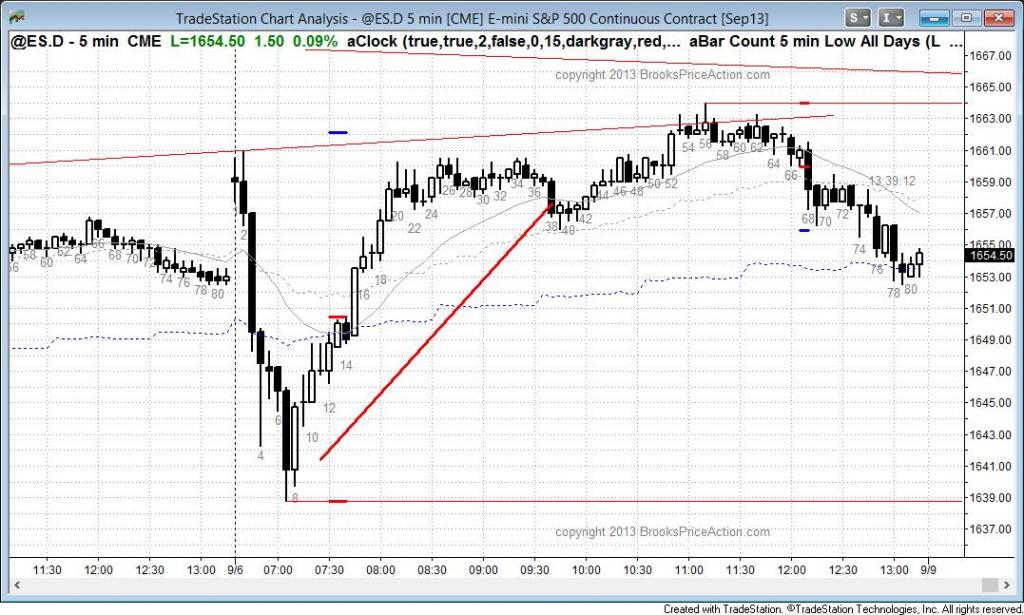 TradeStation Chart Analysis - @ES.D 5 min [CME] E-mini S&P 500 Continuous Contract [Sep13]
S
I
@ES.D - 5 min CME L=1654.50 1.50 0.09% aClock (true,true,2,false,0,15,darkgray,red,... aBar Count 5 min Low All Days (L ...
copyright 2013 BrooksPriceAction.com
1667.00
1665.00
1663.00
1661.00
1659.00
1657.00
1655.00
1654.50
1653.00
1651.00
1649.00
1647.00
1645.00
1643.00
1641.00
1639.00
1637.00
58 60 62 64 66 68 70 72 74 76 78 80
2 4 6 8 10 12 14 16 18 20 22 24 26 28 30 32 34 36 38 40 42 44 46 48 50 52 54 56 58 60 62 64 66 68 70 72 74 76 78 80
13:39:12
copyright 2013 BrooksPriceAction.com
11:30 12:00 12:30 13:00 9/6 07:00 07:30 08:00 08:30 09:00 09:30 10:00 10:30 11:00 11:30 12:00 12:30 13:00 9/9
Created with TradeStation. ©TradeStation Technologies, Inc. All rights reserved.